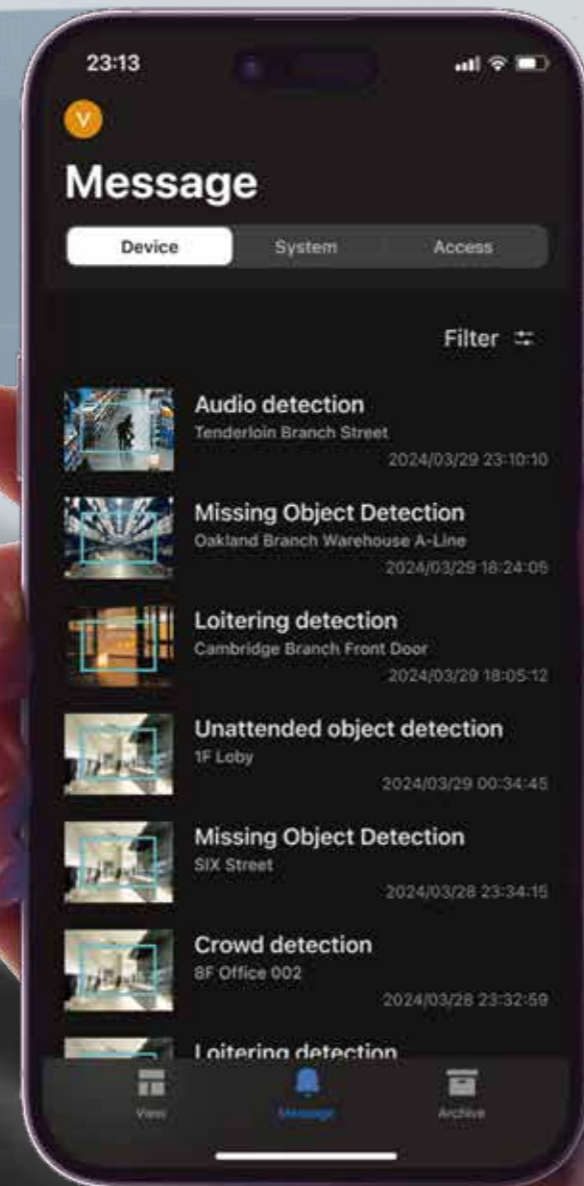 23:13
V
Message
Device System Access
Filter
Audio detection
Tenderloin Branch Street
2024/03/29 23:10:10
Missing Object Detection
Oakland Branch Warehouse A-Line
2024/03/29 18:24:05
Loitering detection
Cambridge Branch Front Door
2024/03/29 18:05:12
Unattended object detection
1F Loby
2024/03/29 00:34:45
Missing Object Detection
SIX Street
2024/03/28 23:34:15
Crowd detection
8F Office 002
2024/03/28 23:32:59
Loitering detection
View Message Archive